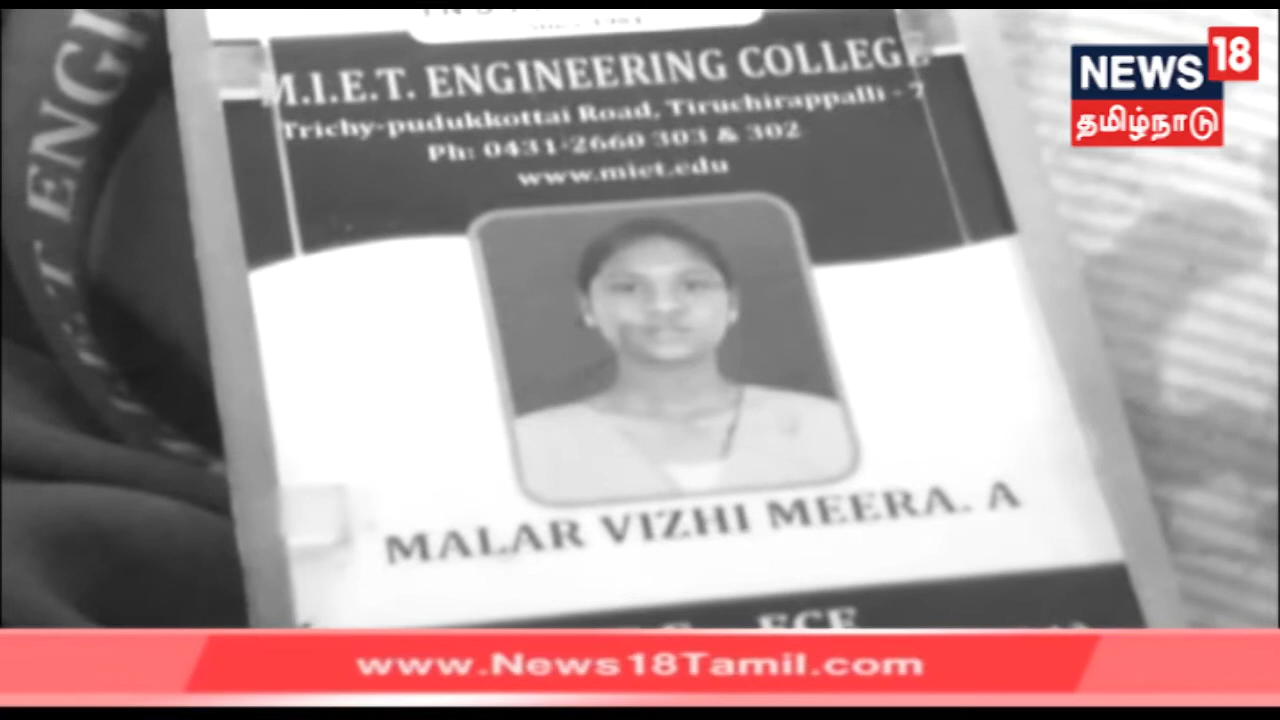 M.I.E.T. ENGINEERING COLLEGE
Trichy-pudukkottai Road, Tiruchirappalli - 7
Ph: 0431-2660 303 & 302
www.miet.edu
MALAR VIZHI MEERA. A
ECE
NEWS 18
தமிழ்நாடு
www.News18Tamil.com